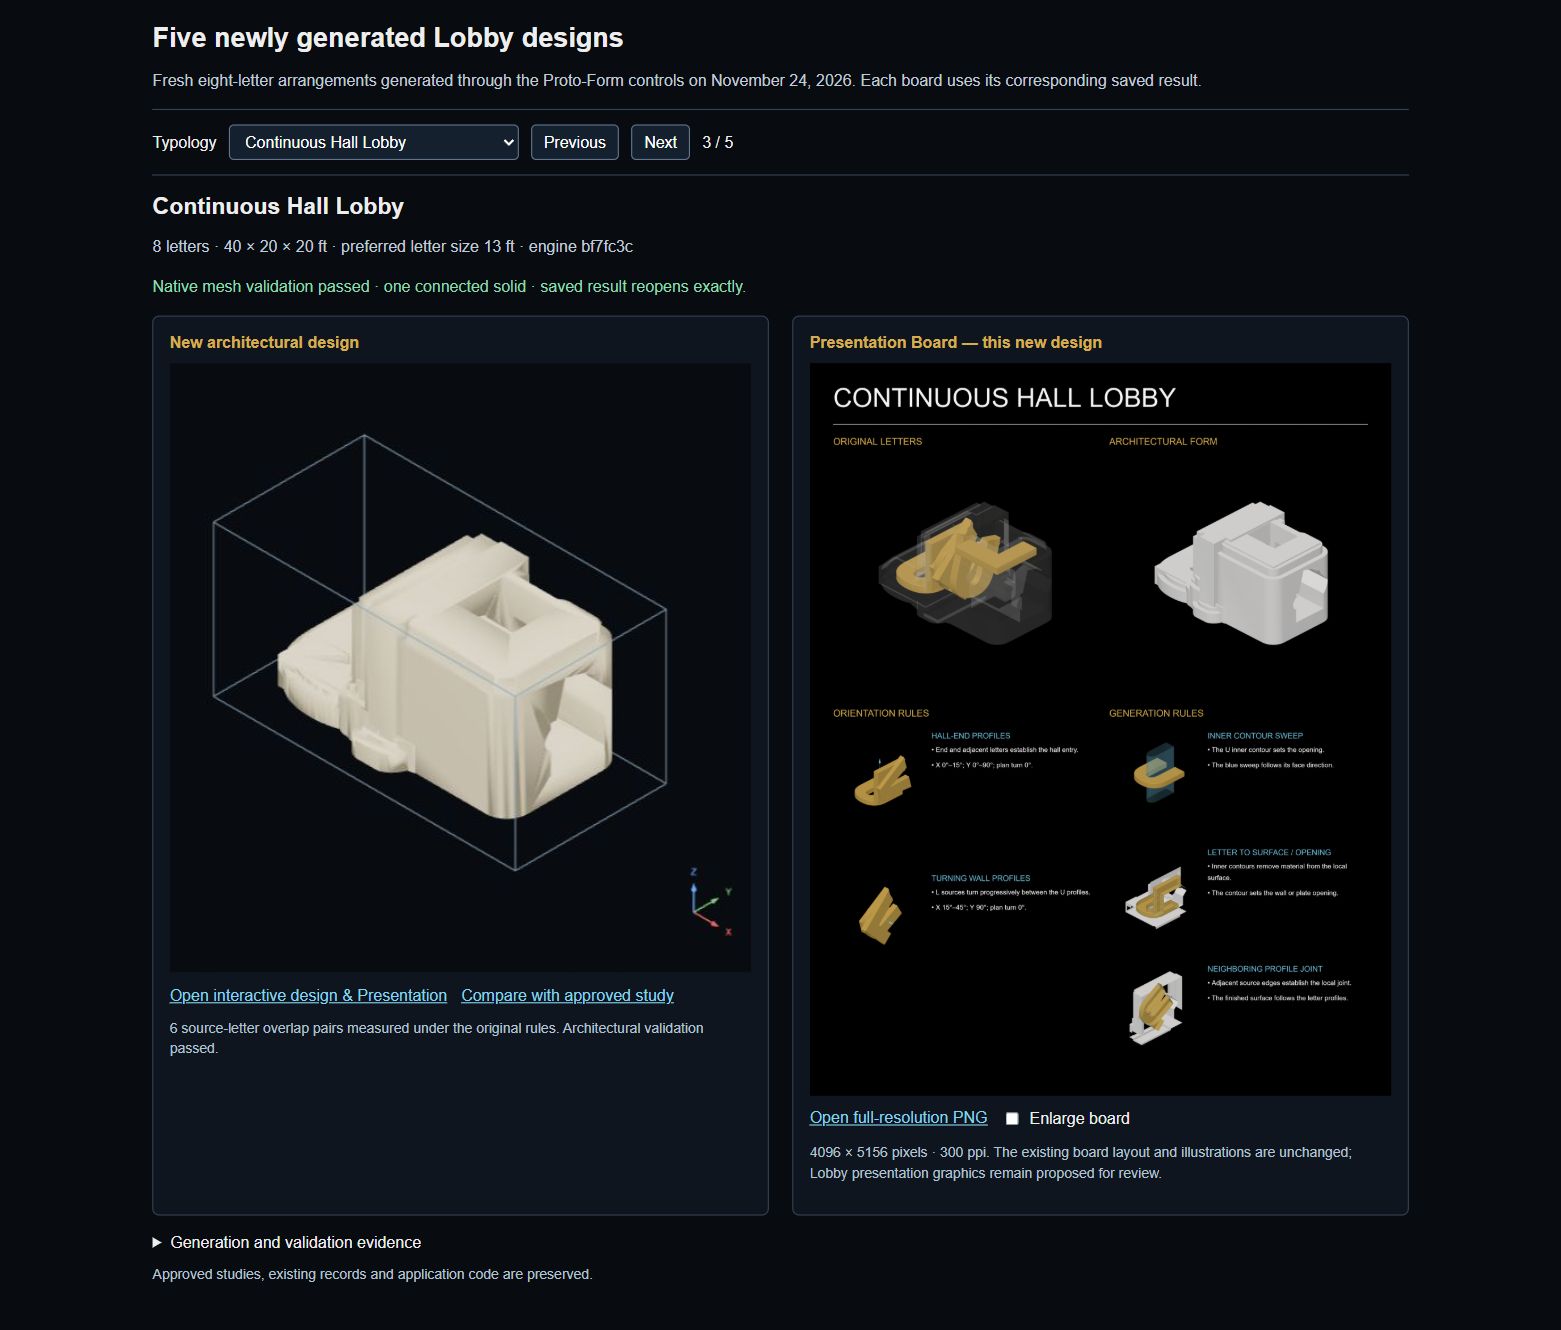 Five newly generated Lobby designs
Fresh eight-letter arrangements generated through the Proto-Form controls on November 24, 2026. Each board uses its corresponding saved result.
Typology Continuous Hall Lobby Previous Next 3 / 5
Continuous Hall Lobby
8 letters · 40 × 20 × 20 ft · preferred letter size 13 ft · engine bf7fc3c
Native mesh validation passed · one connected solid · saved result reopens exactly.
New architectural design
Z
Y
X
Open interactive design & Presentation Compare with approved study
6 source-letter overlap pairs measured under the original rules. Architectural validation
passed.
Presentation Board — this new design
CONTINUOUS HALL LOBBY
ORIGINAL LETTERS
ARCHITECTURAL FORM
ORIENTATION RULES
HALL-END PROFILES
• End and adjacent letters establish the hall entry.
• X 0°–15°; Y 0°–90°; plan turn 0°.
TURNING WALL PROFILES
• L sources turn progressively between the U profiles.
• X 15°–45°; Y 90°; plan turn 0°.
GENERATION RULES
INNER CONTOUR SWEEP
• The U inner contour sets the opening.
• The blue sweep follows its face direction.
LETTER TO SURFACE / OPENING
• Inner contours remove material from the local
surface.
• The contour sets the wall or plate opening.
NEIGHBORING PROFILE JOINT
• Adjacent source edges establish the local joint.
• The finished surface follows the letter profiles.
Open full-resolution PNG Enlarge board
4096 × 5156 pixels · 300 ppi. The existing board layout and illustrations are unchanged;
Lobby presentation graphics remain proposed for review.
Generation and validation evidence
Approved studies, existing records and application code are preserved.